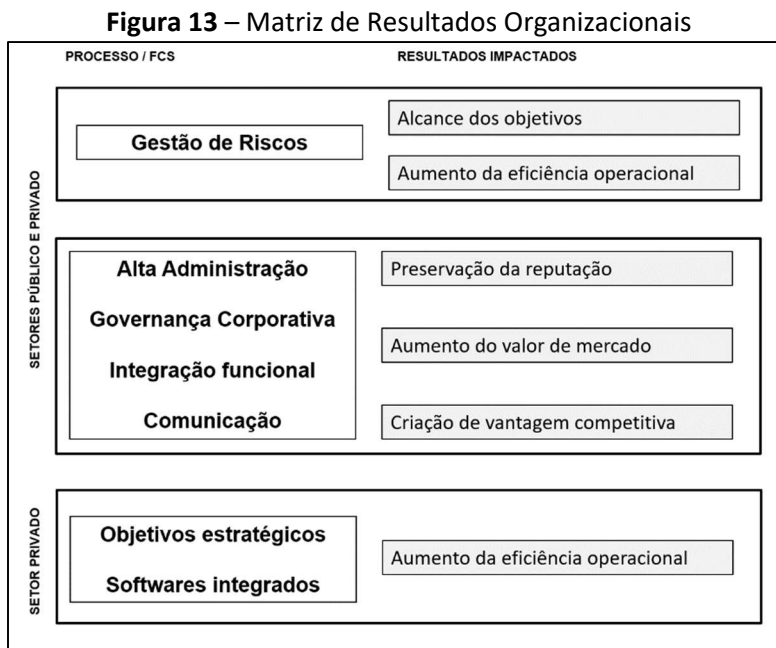 Figura 13 – Matriz de Resultados Organizacionais
PROCESSO / FCS
RESULTADOS IMPACTADOS
SETORES PÚBLICO E PRIVADO
Gestão de Riscos
Alcance dos objetivos
Aumento da eficiência operacional
Alta Administração
Governança Corporativa
Integração funcional
Comunicação
Preservação da reputação
Aumento do valor de mercado
Criação de vantagem competitiva
SETOR PRIVADO
Objetivos estratégicos
Softwares integrados
Aumento da eficiência operacional